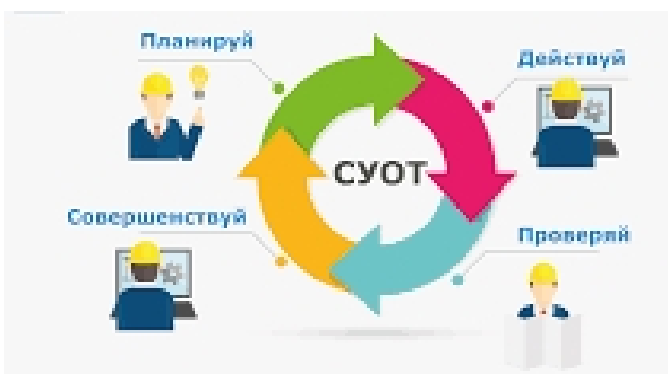 Планируй
Действуй
СУОТ
Совершенствуй
Проверяй